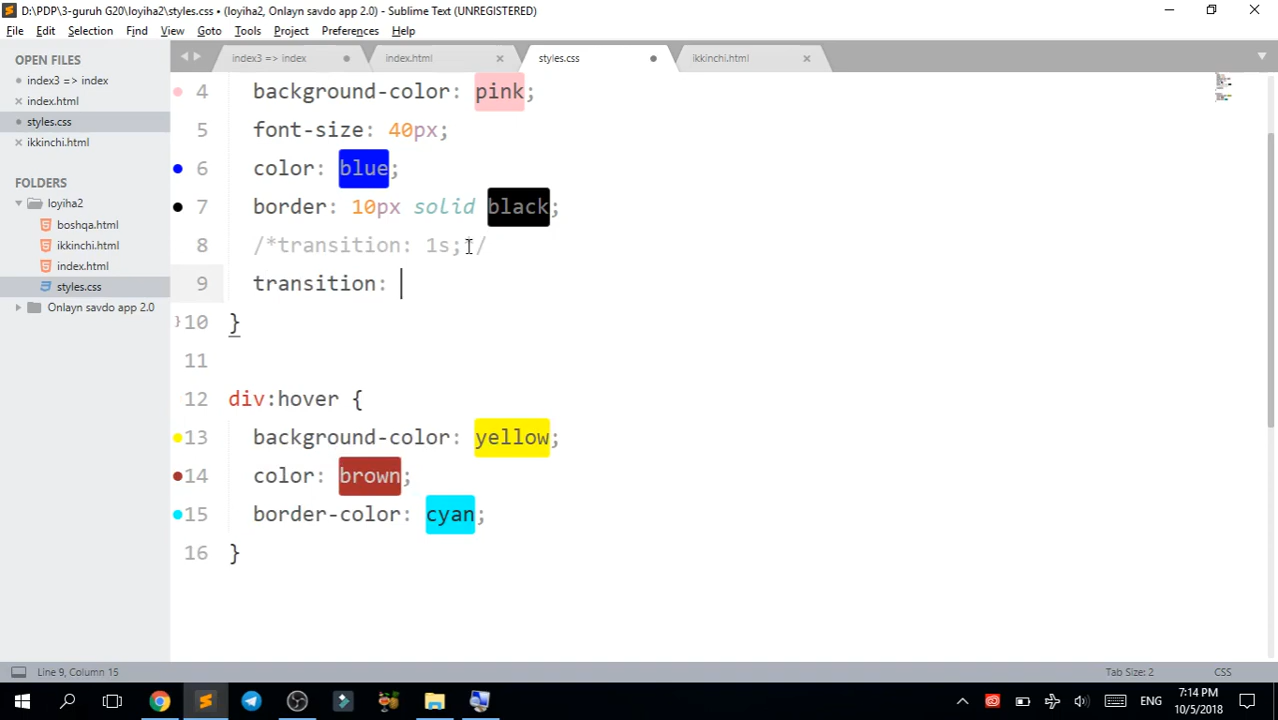 D:\PDP\3-guruh G20\loyiha2\styles.css • (loyiha2, Onlayn savdo app 2.0) - Sublime Text (UNREGISTERED)
File Edit Selection Find View Goto Tools Project Preferences Help
OPEN FILES
index3 => index
index.html
styles.css
ikkinchi.html
FOLDERS
loyiha2
boshqa.html
ikkinchi.html
index.html
styles.css
Onlayn savdo app 2.0
index3 => index index.html styles.css ikkinchi.html
4 background-color: pink;
5 font-size: 40px;
6 color: blue;
7 border: 10px solid black;
8 /*transition: 1s;*/
9 transition:
10 }
11
12 div:hover {
13 background-color: yellow;
14 color: brown;
15 border-color: cyan;
16 }
Line 9, Column 15 Tab Size: 2 CSS
ENG 7:14 PM
10/5/2018